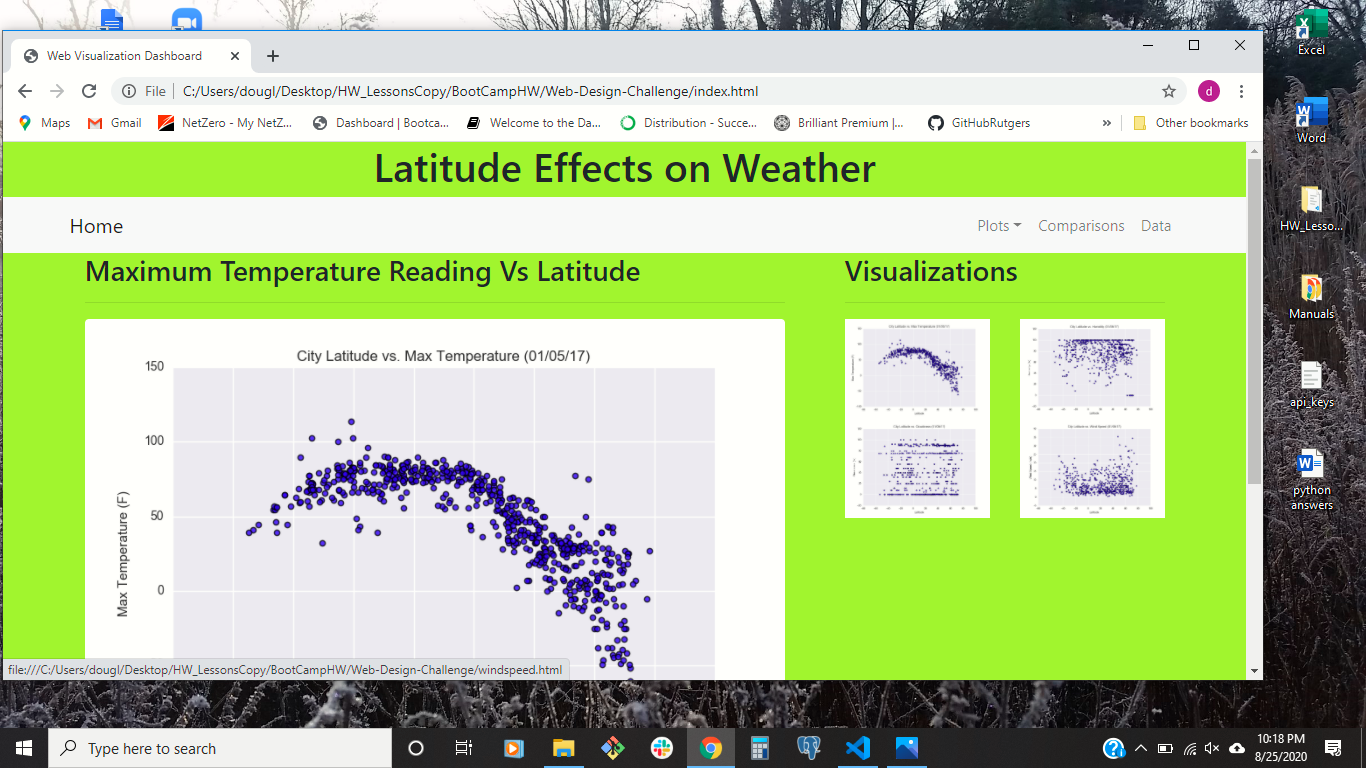 Web Visualization Dashboard
File
C:/Users/dougl/Desktop/HW_LessonsCopy/BootCampHW/Web-Design-Challenge/index.html
d
Maps
Gmail
NetZero - My NetZ...
Dashboard | Bootca...
Welcome to the Da...
Distribution - Succe...
Brilliant Premium |...
GitHubRutgers
»
Other bookmarks
Latitude Effects on Weather
Home
Plots
Comparisons
Data
Maximum Temperature Reading Vs Latitude
City Latitude vs. Max Temperature (01/05/17)
150
100
50
0
Max Temperature (F)
Visualizations
file:///C:/Users/dougl/Desktop/HW_LessonsCopy/BootCampHW/Web-Design-Challenge/windspeed.html
Excel
Word
HW_Lesso...
Manuals
api_keys
python
answers
Type here to search
10:18 PM
8/25/2020